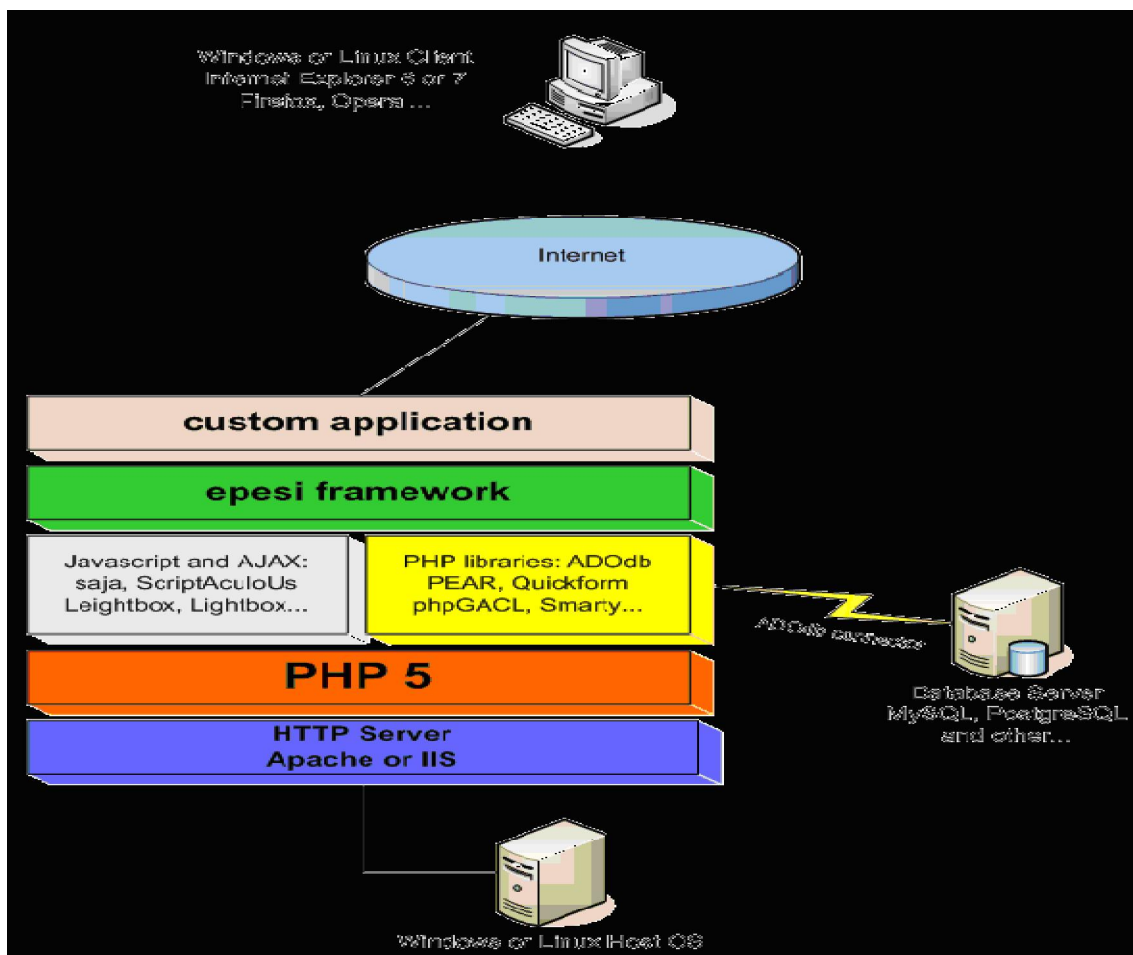 Windows or Linux Client
Internet Explorer 6 or 7
Firefox, Opera ...
Internet
custom application
epesi framework
Javascript and AJAX:
saja, ScriptAculoUs
Leightbox, Lightbox...
PHP libraries: ADOdb
PEAR, Quickform
phpGACL, Smarty...
ADOdb connector
PHP 5
Database Server
MySQL, PostgreSQL
and other...
HTTP Server
Apache or IIS
Windows or Linux Host OS